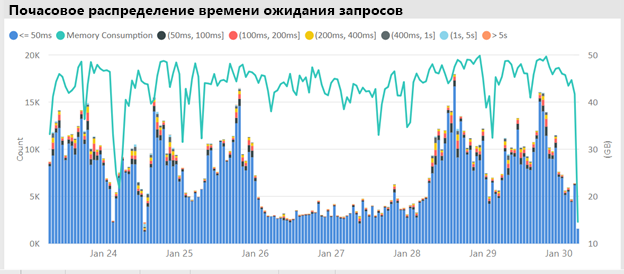 Почасовое распределение времени ожидания запросов
<= 50ms Memory Consumption (50ms, 100ms] (100ms, 200ms] (200ms, 400ms] (400ms, 1s] (1s, 5s] > 5s
20K 50
15K 40
10K 30
5K 20
0K 10
Count
(GB)
Jan 24 Jan 25 Jan 26 Jan 27 Jan 28 Jan 29 Jan 30